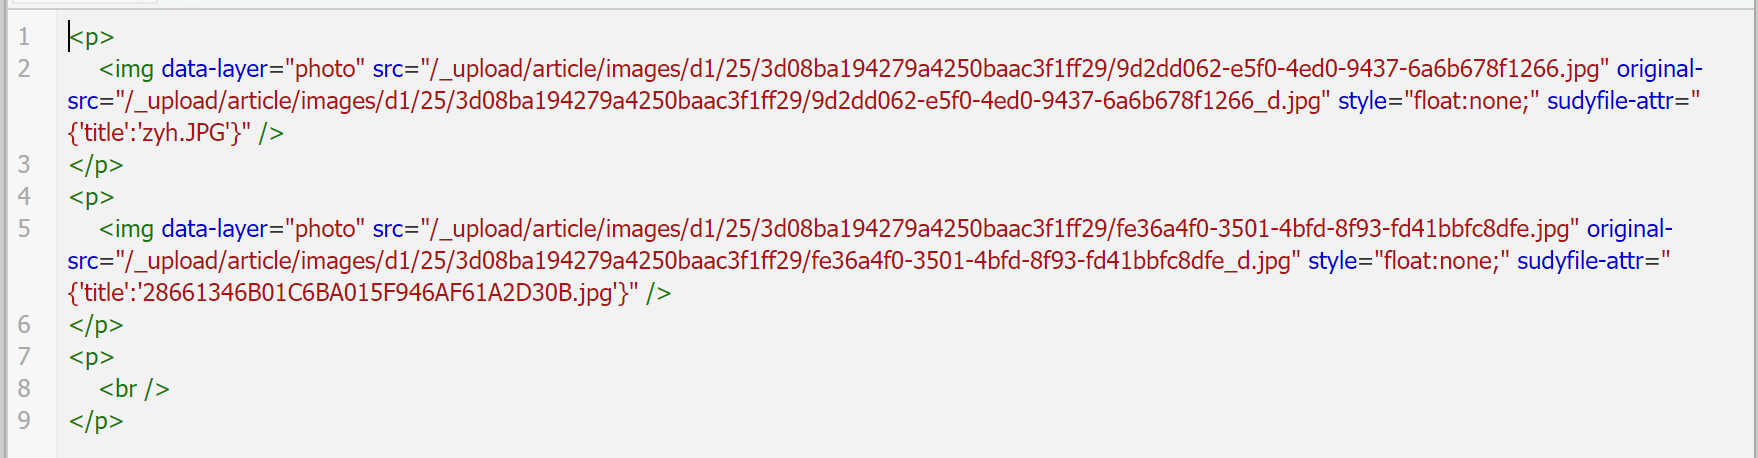 1 <p>
2 <img data-layer="photo" src="/_upload/article/images/d1/25/3d08ba194279a4250baac3f1ff29/9d2dd062-e5f0-4ed0-9437-6a6b678f1266.jpg" original-
src="/_upload/article/images/d1/25/3d08ba194279a4250baac3f1ff29/9d2dd062-e5f0-4ed0-9437-6a6b678f1266_d.jpg" style="float:none;" sudyfile-attr="
{'title':'zyh.JPG'}" />
3 </p>
4 <p>
5 <img data-layer="photo" src="/_upload/article/images/d1/25/3d08ba194279a4250baac3f1ff29/fe36a4f0-3501-4bfd-8f93-fd41bbfc8dfe.jpg" original-
src="/_upload/article/images/d1/25/3d08ba194279a4250baac3f1ff29/fe36a4f0-3501-4bfd-8f93-fd41bbfc8dfe_d.jpg" style="float:none;" sudyfile-attr="
{'title':'28661346B01C6BA015F946AF61A2D30B.jpg'}" />
6 </p>
7 <p>
8 <br />
9 </p>